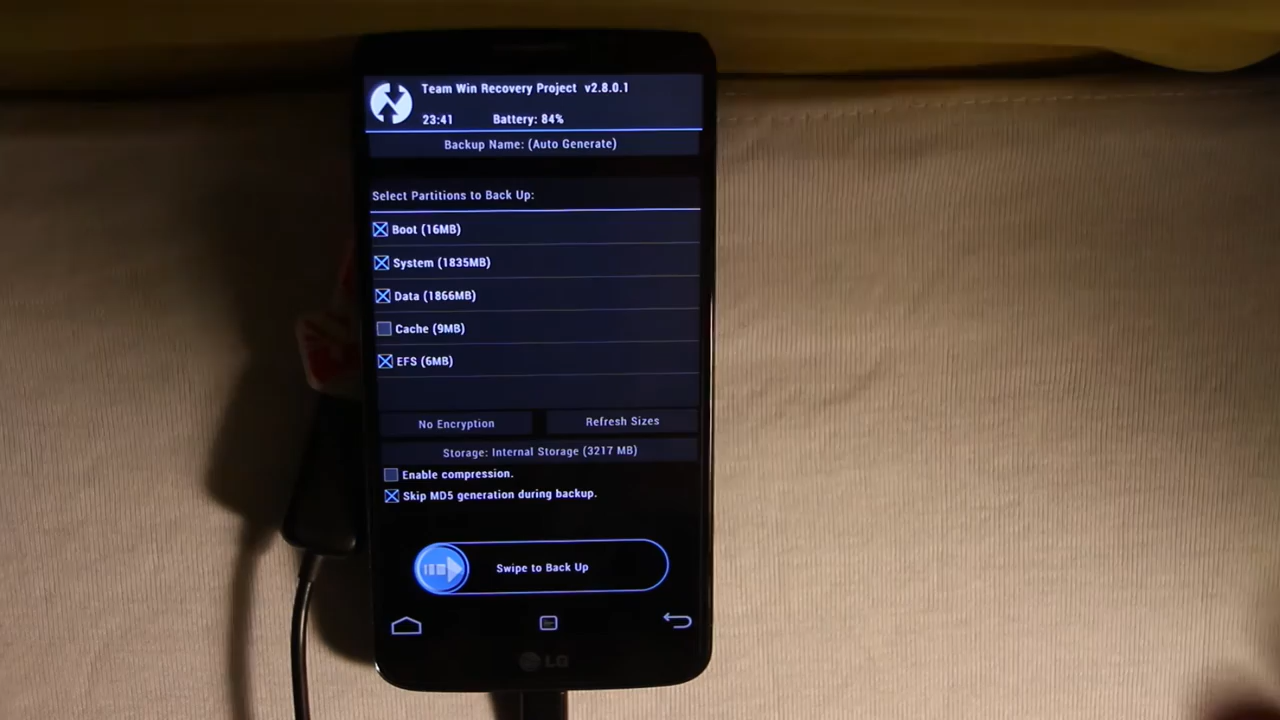 Team Win Recovery Project v2.8.0.1
23:41 Battery: 84%
Backup Name: (Auto Generate)
Select Partitions to Back Up:
Boot (16MB)
System (1835MB)
Data (1866MB)
Cache (9MB)
EFS (6MB)
No Encryption Refresh Sizes
Storage: Internal Storage (3217 MB)
Enable compression.
Skip MD5 generation during backup.
Swipe to Back Up
LG